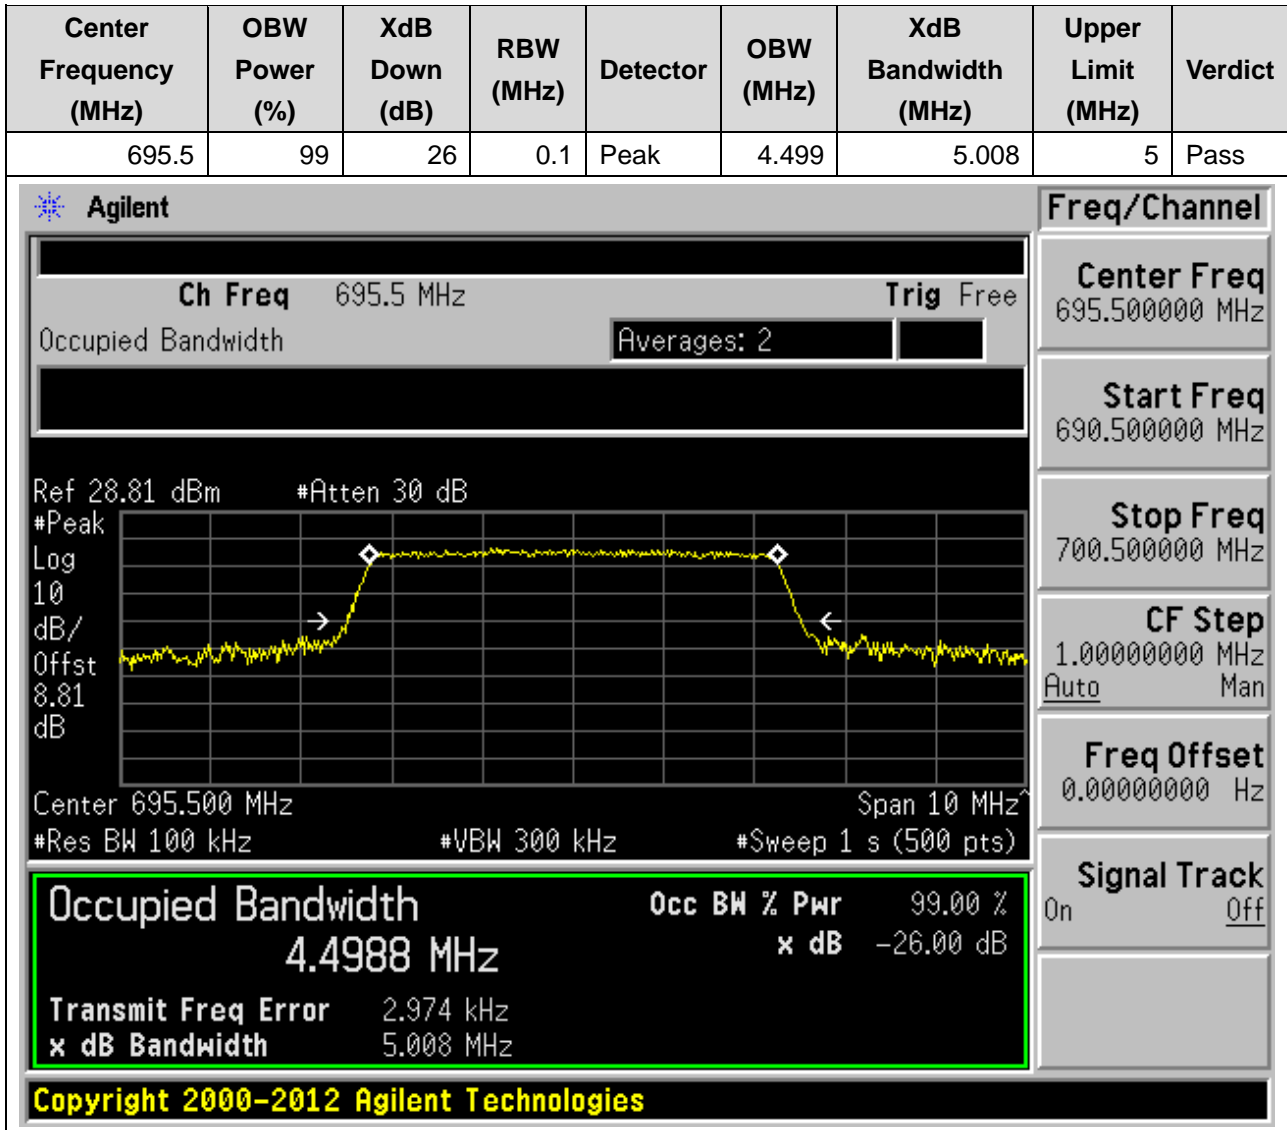 Center Frequency (MHz) OBW Power (%) XdB Down (dB) RBW (MHz) Detector OBW (MHz) XdB Bandwidth (MHz) Upper Limit (MHz) Verdict
695.5 99 26 0.1 Peak 4.499 5.008 5 Pass
Agilent
Freq/Channel
Ch Freq 695.5 MHz Trig Free
Occupied Bandwidth Averages: 2
Center Freq
695.500000 MHz
Start Freq
690.500000 MHz
Stop Freq
700.500000 MHz
CF Step
1.00000000 MHz
Auto Man
Freq Offset
0.00000000 Hz
Signal Track
On Off
Ref 28.81 dBm #Atten 30 dB
#Peak
Log
10
dB/
Offst
8.81
dB
Center 695.500 MHz Span 10 MHz^
#Res BW 100 kHz #VBW 300 kHz #Sweep 1 s (500 pts)
Occupied Bandwidth Occ BW % Pwr 99.00 %
4.4988 MHz x dB -26.00 dB
Transmit Freq Error 2.974 kHz
x dB Bandwidth 5.008 MHz
Copyright 2000-2012 Agilent Technologies